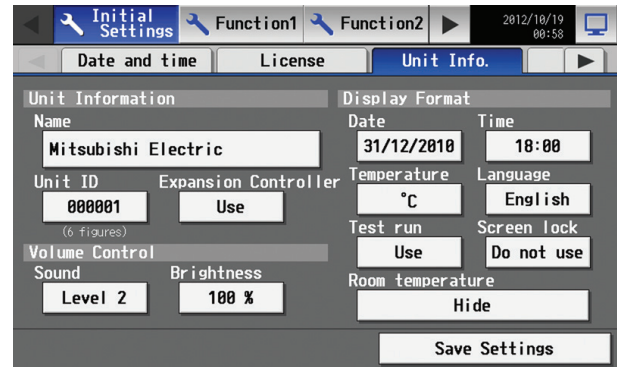 Initial
Settings
Function1
Function2
2012/10/19
00:58
Date and time
License
Unit Info.
Unit Information
Name
Mitsubishi Electric
Unit ID
Expansion Controller
000001
Use
(6 figures)
Volume Control
Sound
Brightness
Level 2
100 %
Display Format
Date
Time
31/12/2010
18:00
Temperature
Language
°C
English
Test run
Screen lock
Use
Do not use
Room temperature
Hide
Save Settings